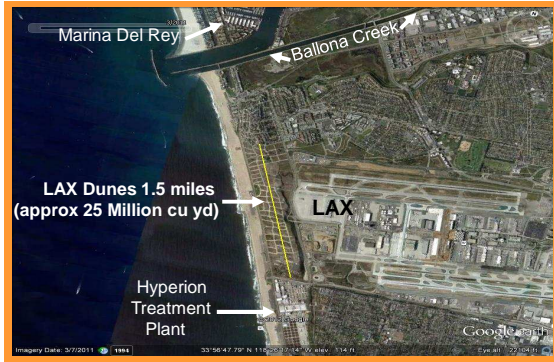 Marina Del Rey
Ballona Creek
LAX Dunes 1.5 miles
(approx 25 Million cu yd)
LAX
Hyperion
Treatment
Plant
Google earth
Imagery Date: 3/7/2011
1994